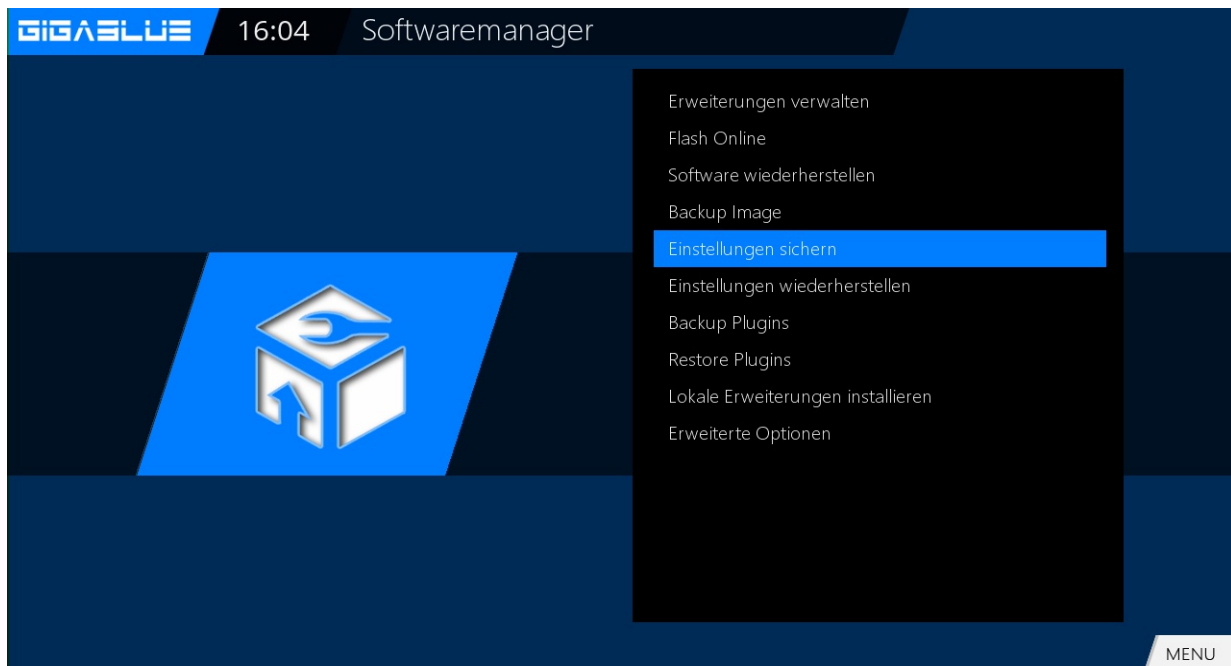 GIGABLUE 16:04 Softwaremanager
Erweiterungen verwalten
Flash Online
Software wiederherstellen
Backup Image
Einstellungen sichern
Einstellungen wiederherstellen
Backup Plugins
Restore Plugins
Lokale Erweiterungen installieren
Erweiterte Optionen
MENU